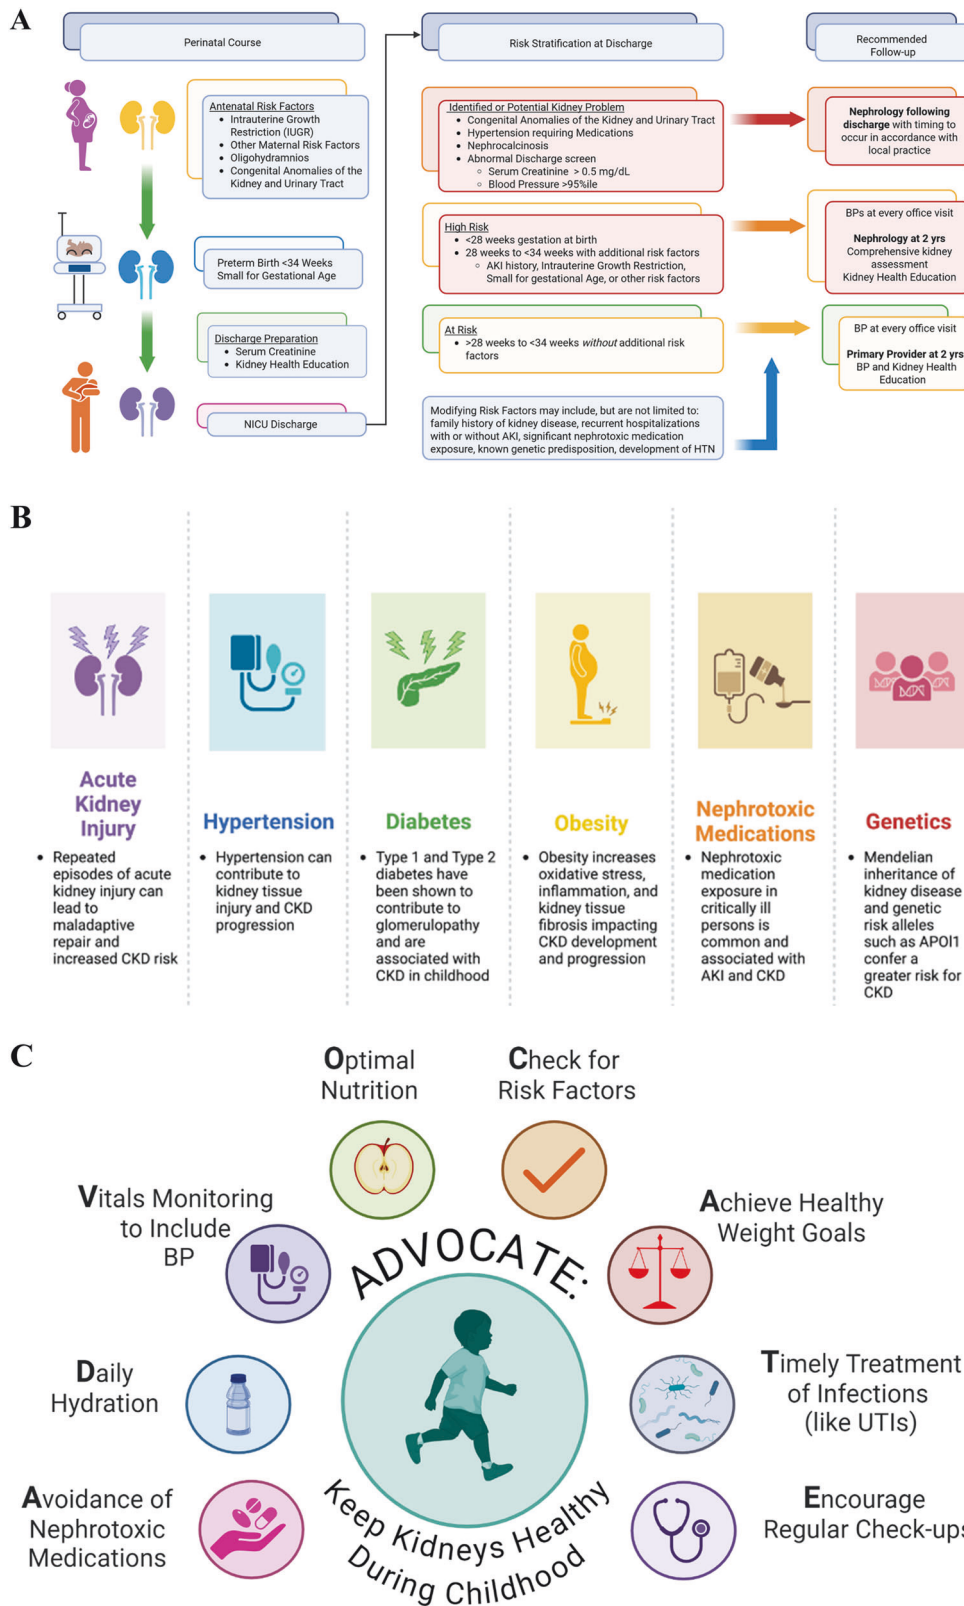 A
Perinatal Course
Antenatal Risk Factors
• Intrauterine Growth
Restriction (IUGR)
• Other Maternal Risk Factors
• Oligohydramnios
• Congenital Anomalies of the
Kidney and Urinary Tract
Preterm Birth <34 Weeks
Small for Gestational Age
Discharge Preparation
• Serum Creatinine
• Kidney Health Education
NICU Discharge
Risk Stratification at Discharge
Identified or Potential Kidney Problem
• Congenital Anomalies of the Kidney and Urinary Tract
• Hypertension requiring Medications
• Nephrocalcinosis
• Abnormal Discharge screen
○ Serum Creatinine > 0.5 mg/dL
○ Blood Pressure >95%ile
High Risk
• <28 weeks gestation at birth
• 28 weeks to <34 weeks with additional risk factors
○ AKI history, Intrauterine Growth Restriction,
Small for gestational Age, or other risk factors
At Risk
• >28 weeks to <34 weeks without additional risk
factors
Modifying Risk Factors may include, but are not limited to:
family history of kidney disease, recurrent hospitalizations
with or without AKI, significant nephrotoxic medication
exposure, known genetic predisposition, development of HTN
Recommended
Follow-up
Nephrology following
discharge with timing to
occur in accordance with
local practice
BPs at every office visit
Nephrology at 2 yrs
Comprehensive kidney
assessment
Kidney Health Education
BP at every office visit
Primary Provider at 2 yrs
BP and Kidney Health
Education
B
Acute
Kidney
Injury
• Repeated
episodes of acute
kidney injury can
lead to
maladaptive
repair and
increased CKD risk
Hypertension
• Hypertension can
contribute to
kidney tissue
injury and CKD
progression
Diabetes
• Type 1 and Type 2
diabetes have
been shown to
contribute to
glomerulopathy
and are
associated with
CKD in childhood
Obesity
• Obesity increases
oxidative stress,
inflammation, and
kidney tissue
fibrosis impacting
CKD development
and progression
Nephrotoxic
Medications
• Nephrotoxic
medication
exposure in
critically ill
persons is
common and
associated with
AKI and CKD
Genetics
• Mendelian
inheritance of
kidney disease
and genetic
risk alleles
such as APOl1
confer a
greater risk for
CKD
C
Avoidance of
Nephrotoxic
Medications
Daily
Hydration
Vitals Monitoring
to Include
BP
Optimal
Nutrition
Check for
Risk Factors
Achieve Healthy
Weight Goals
Timely Treatment
of Infections
(like UTIs)
Encourage
Regular Check-ups
ADVOCATE:
Keep Kidneys Healthy
During Childhood